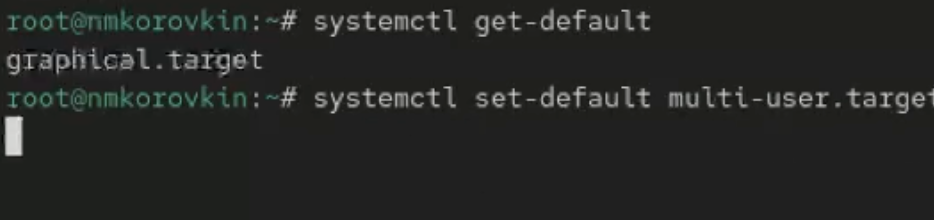 root@nmkorovkin:~# systemctl get-default
graphical.target
root@nmkorovkin:~# systemctl set-default multi-user.target